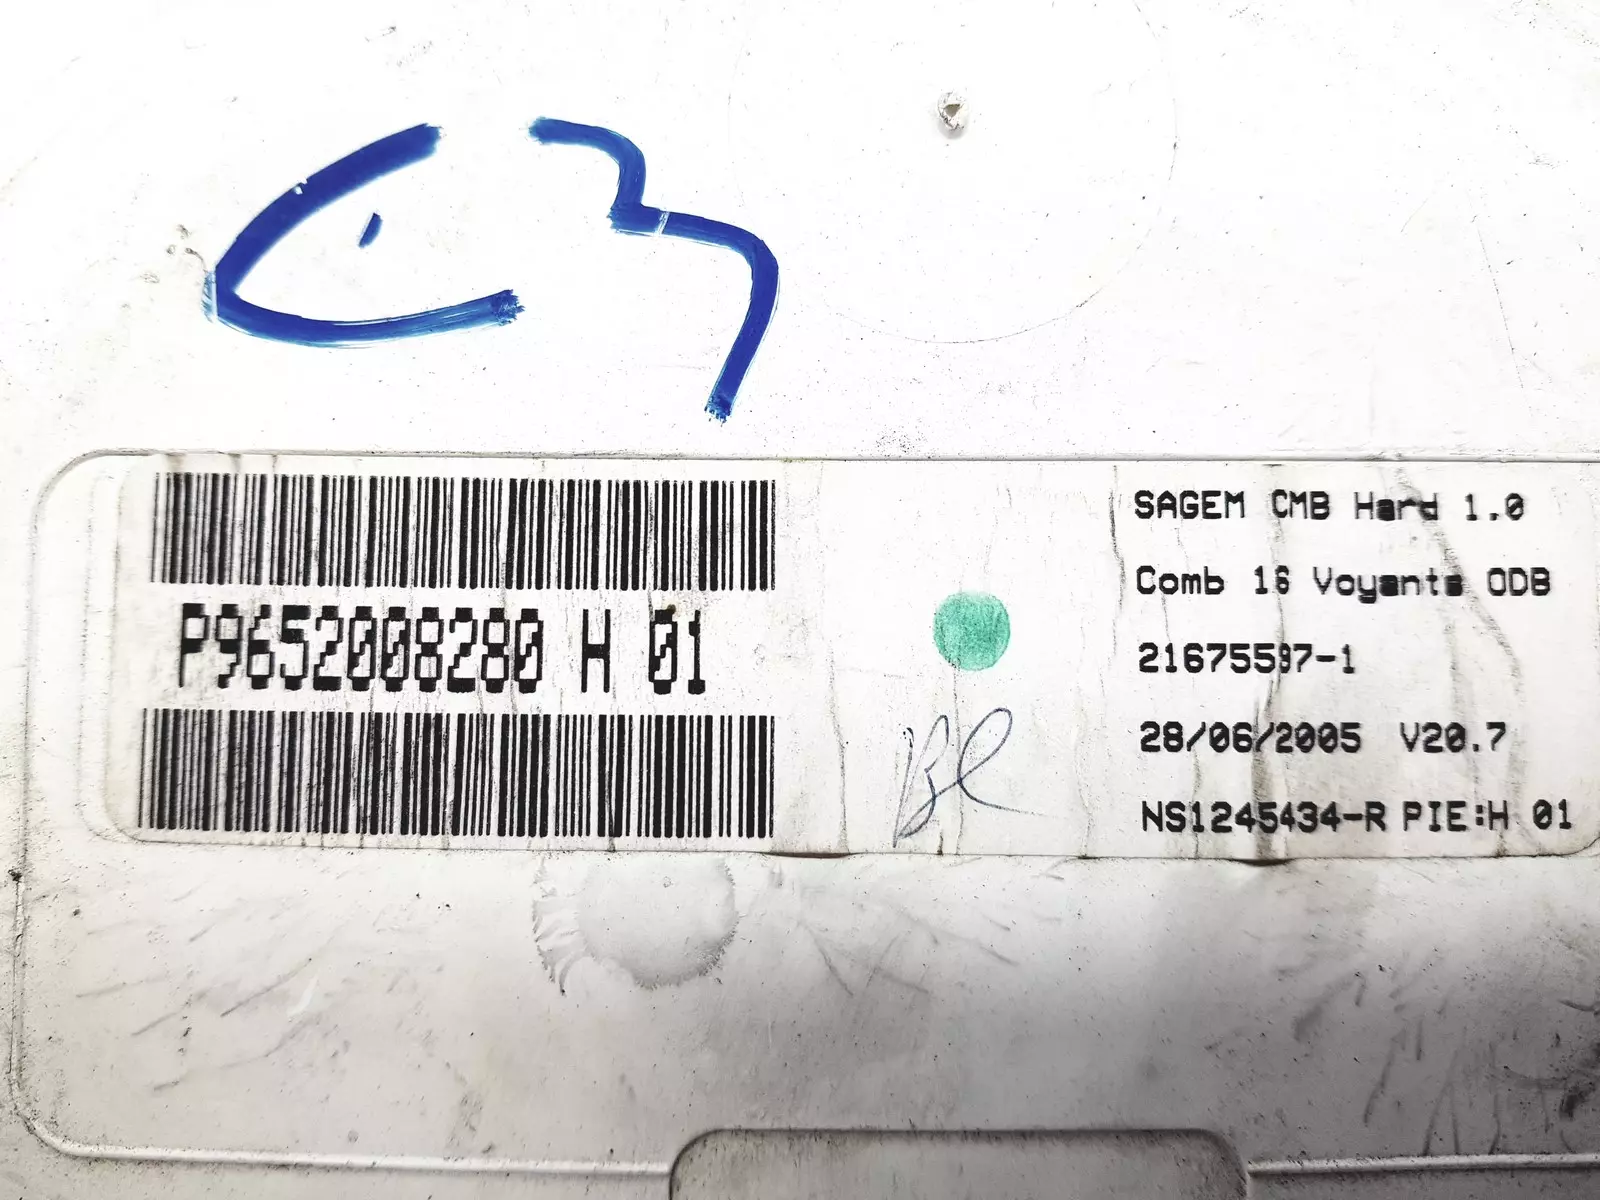 C3
P9652008280 H 01
SAGEM CMB Hard 1.0
Comb 16 Voyants ODB
21675597-1
28/06/2005 V20.7
NS1245434-R PIE:H 01